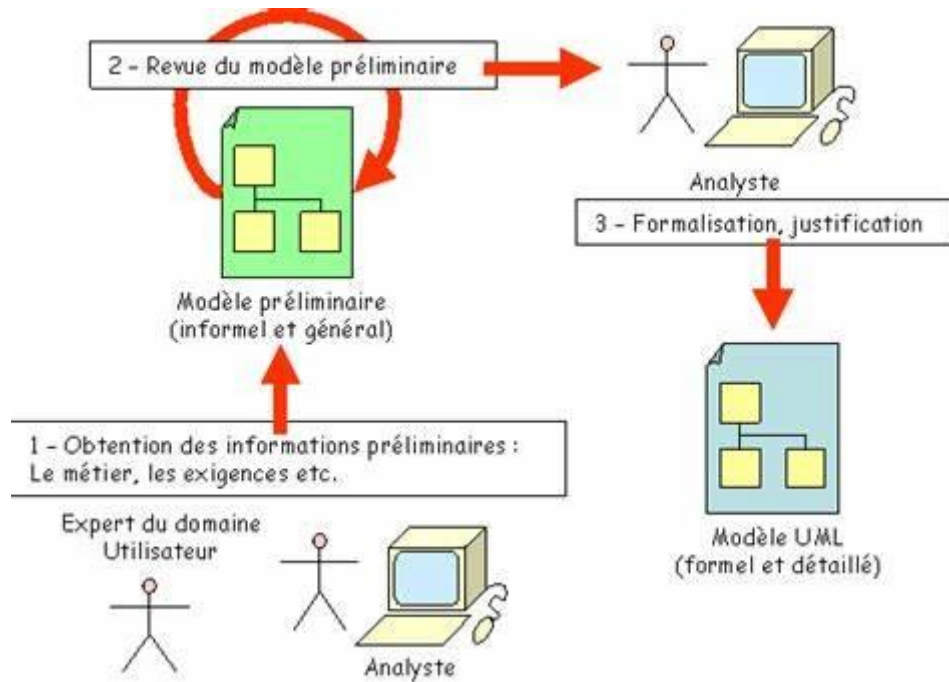 2 - Revue du modèle préliminaire
Analyste
3 - Formalisation, justification
Modèle préliminaire
(informel et général)
1 - Obtention des informations préliminaires :
Le métier, les exigences etc.
Expert du domaine
Utilisateur
Analyste
Modèle UML
(formel et détaillé)